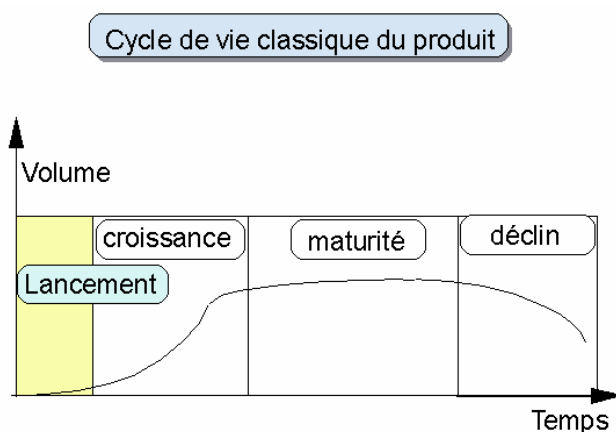 Cycle de vie classique du produit
Volume
croissance
maturité
déclin
Lancement
Temps